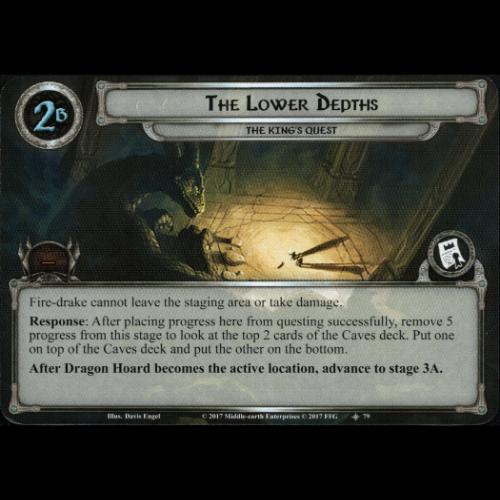 2B
THE LOWER DEPTHS
THE KING'S QUEST
Fire-drake cannot leave the staging area or take damage.
Response: After placing progress here from questing successfully, remove 5
progress from this stage to look at the top 2 cards of the Caves deck. Put one
on top of the Caves deck and put the other on the bottom.
After Dragon Hoard becomes the active location, advance to stage 3A.
Illus. Davis Engel © 2017 Middle-earth Enterprises © 2017 FFG 79